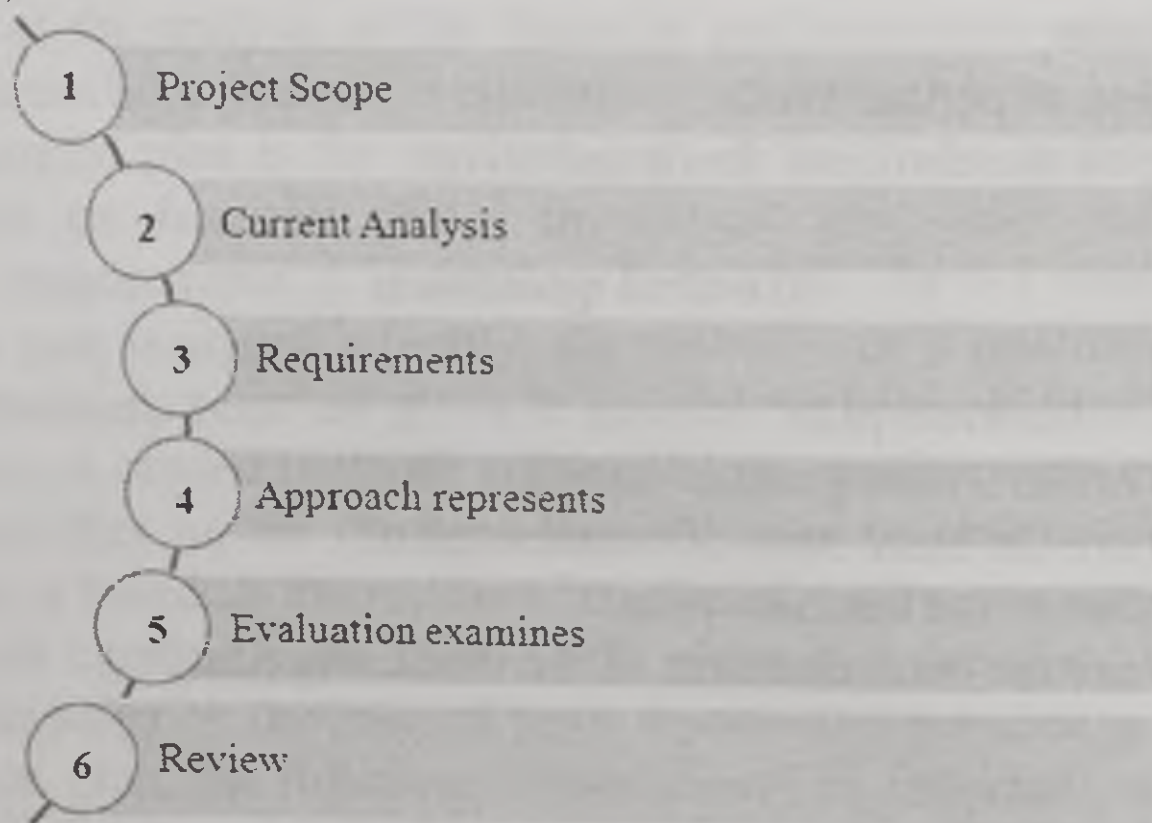 1 Project Scope
2 Current Analysis
3 Requirements
4 Approach represents
5 Evaluation examines
6 Review